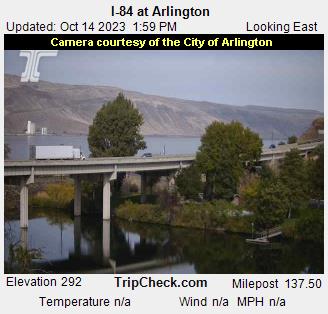 I-84 at Arlington
Updated: Oct 14 2023 1:59 PM Looking East
Camera courtesy of the City of Arlington
Elevation 292 TripCheck.com Milepost 137.50
Temperature n/a Wind n/a MPH n/a